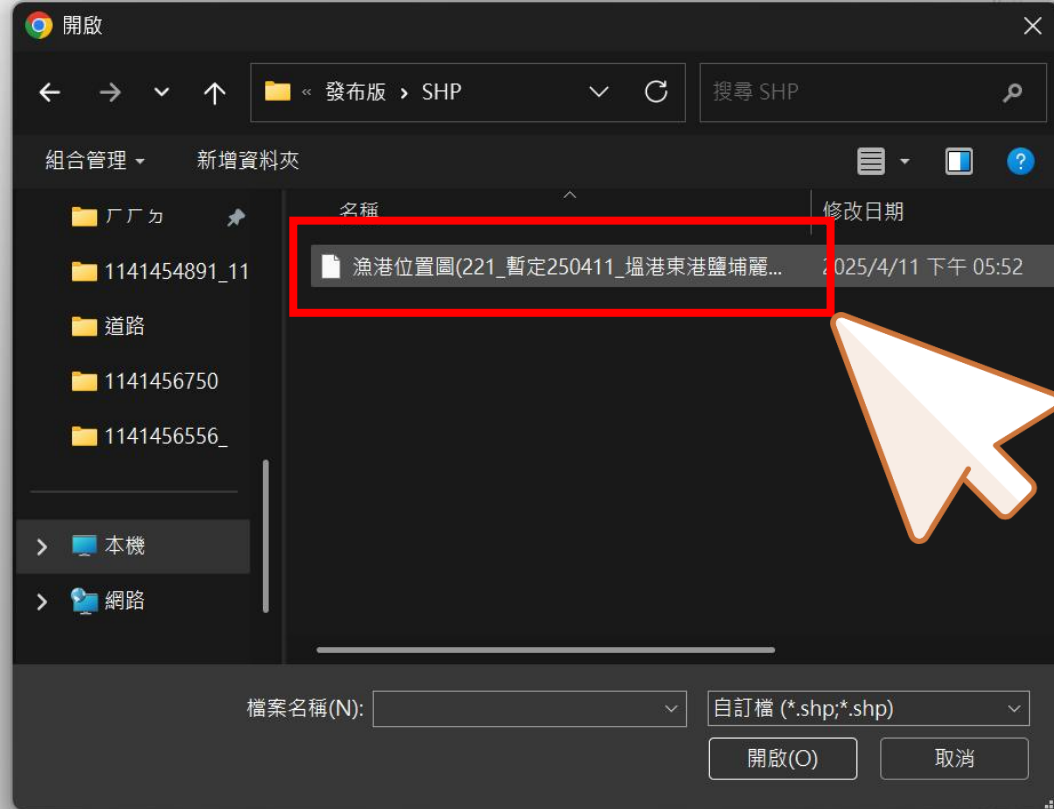 開啟
« 發布版 › SHP
搜尋 SHP
組合管理
新增資料夾
ㄏㄏㄉ
1141454891_11
道路
1141456750
1141456556_
本機
網路
名稱
修改日期
漁港位置圖(221_暫定250411_塭港東港鹽埔麗...
2025/4/11 下午 05:52
檔案名稱(N):
自訂檔 (*.shp;*.shp)
開啟(O)
取消